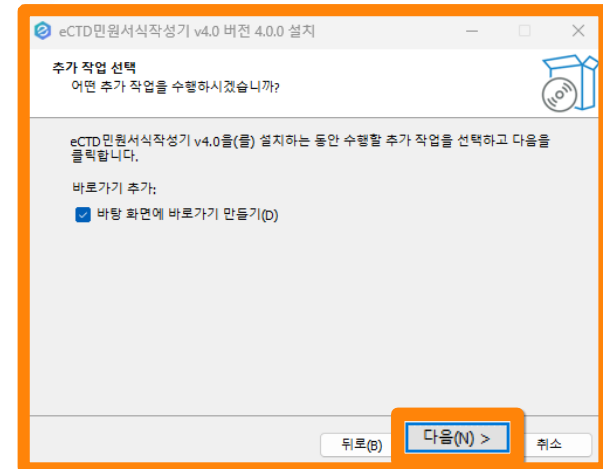 eCTD민원서식작성기 v4.0 버전 4.0.0 설치
추가 작업 선택
어떤 추가 작업을 수행하시겠습니까?
eCTD민원서식작성기 v4.0을(를) 설치하는 동안 수행할 추가 작업을 선택하고 다음을
클릭합니다.
바로가기 추가:
바탕 화면에 바로가기 만들기(D)
뒤로(B)
다음(N) >
취소